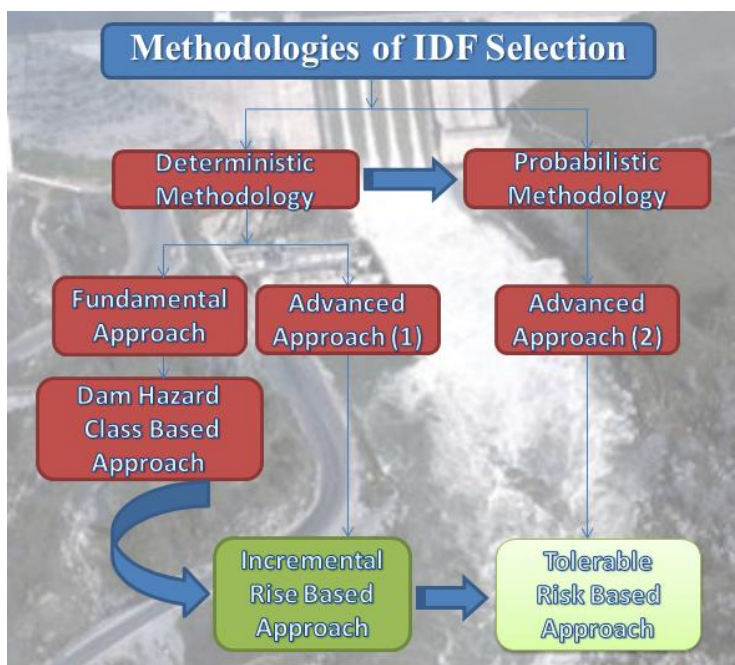 Methodologies of IDF Selection
Deterministic
Methodology
Probabilistic
Methodology
Fundamental
Approach
Advanced
Approach (1)
Advanced
Approach (2)
Dam Hazard
Class Based
Approach
Incremental
Rise Based
Approach
Tolerable
Risk Based
Approach